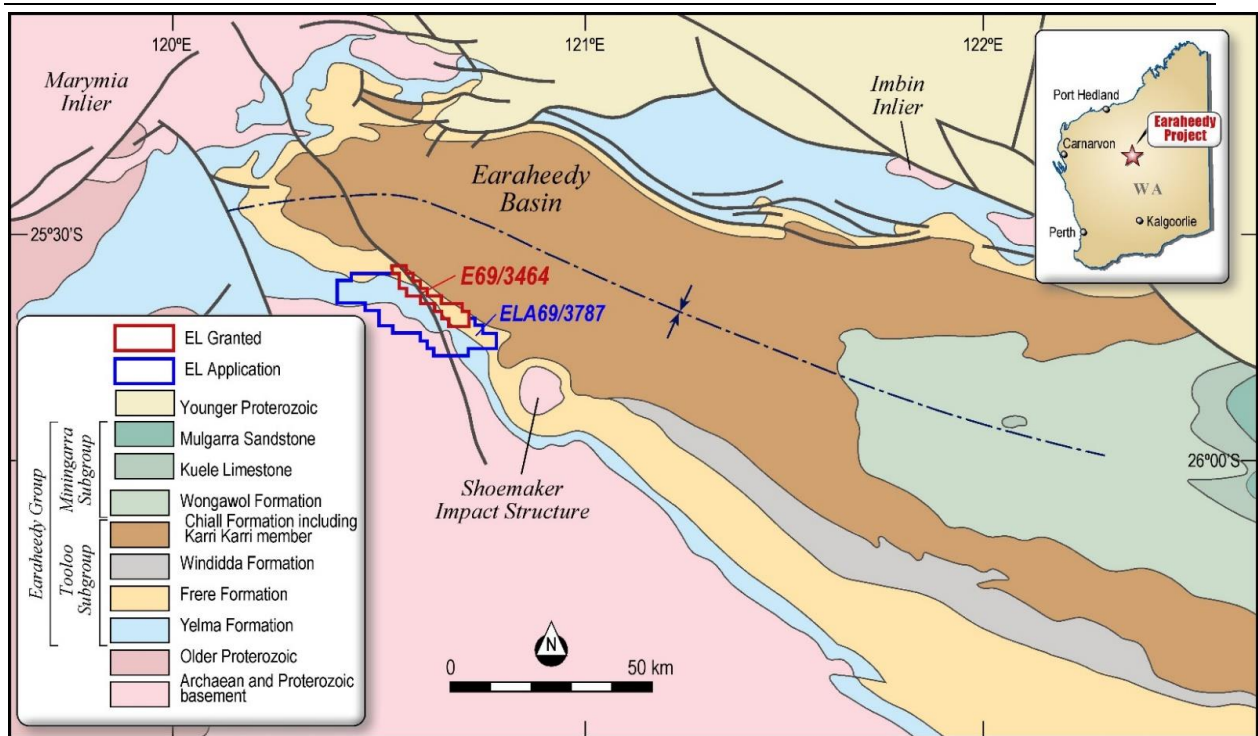 120ºE
121ºE
122ºE
Marymia
Inlier
Imbin
Inlier
Port Hedland
Earaheedy
Project
Carnarvon
WA
Kalgoorlie
Perth
Earaheedy
Basin
25º30'S
E69/3464
ELA69/3787
26º00'S
Shoemaker
Impact Structure
EL Granted
EL Application
Younger Proterozoic
Mulgarra Sandstone
Kuele Limestone
Wongawol Formation
Chiall Formation including
Karri Karri member
Windidda Formation
Frere Formation
Yelma Formation
Older Proterozoic
Archaean and Proterozoic
basement
Earaheedy Group
Miningarra
Subgroup
Tooloo
Subgroup
N
0 50 km